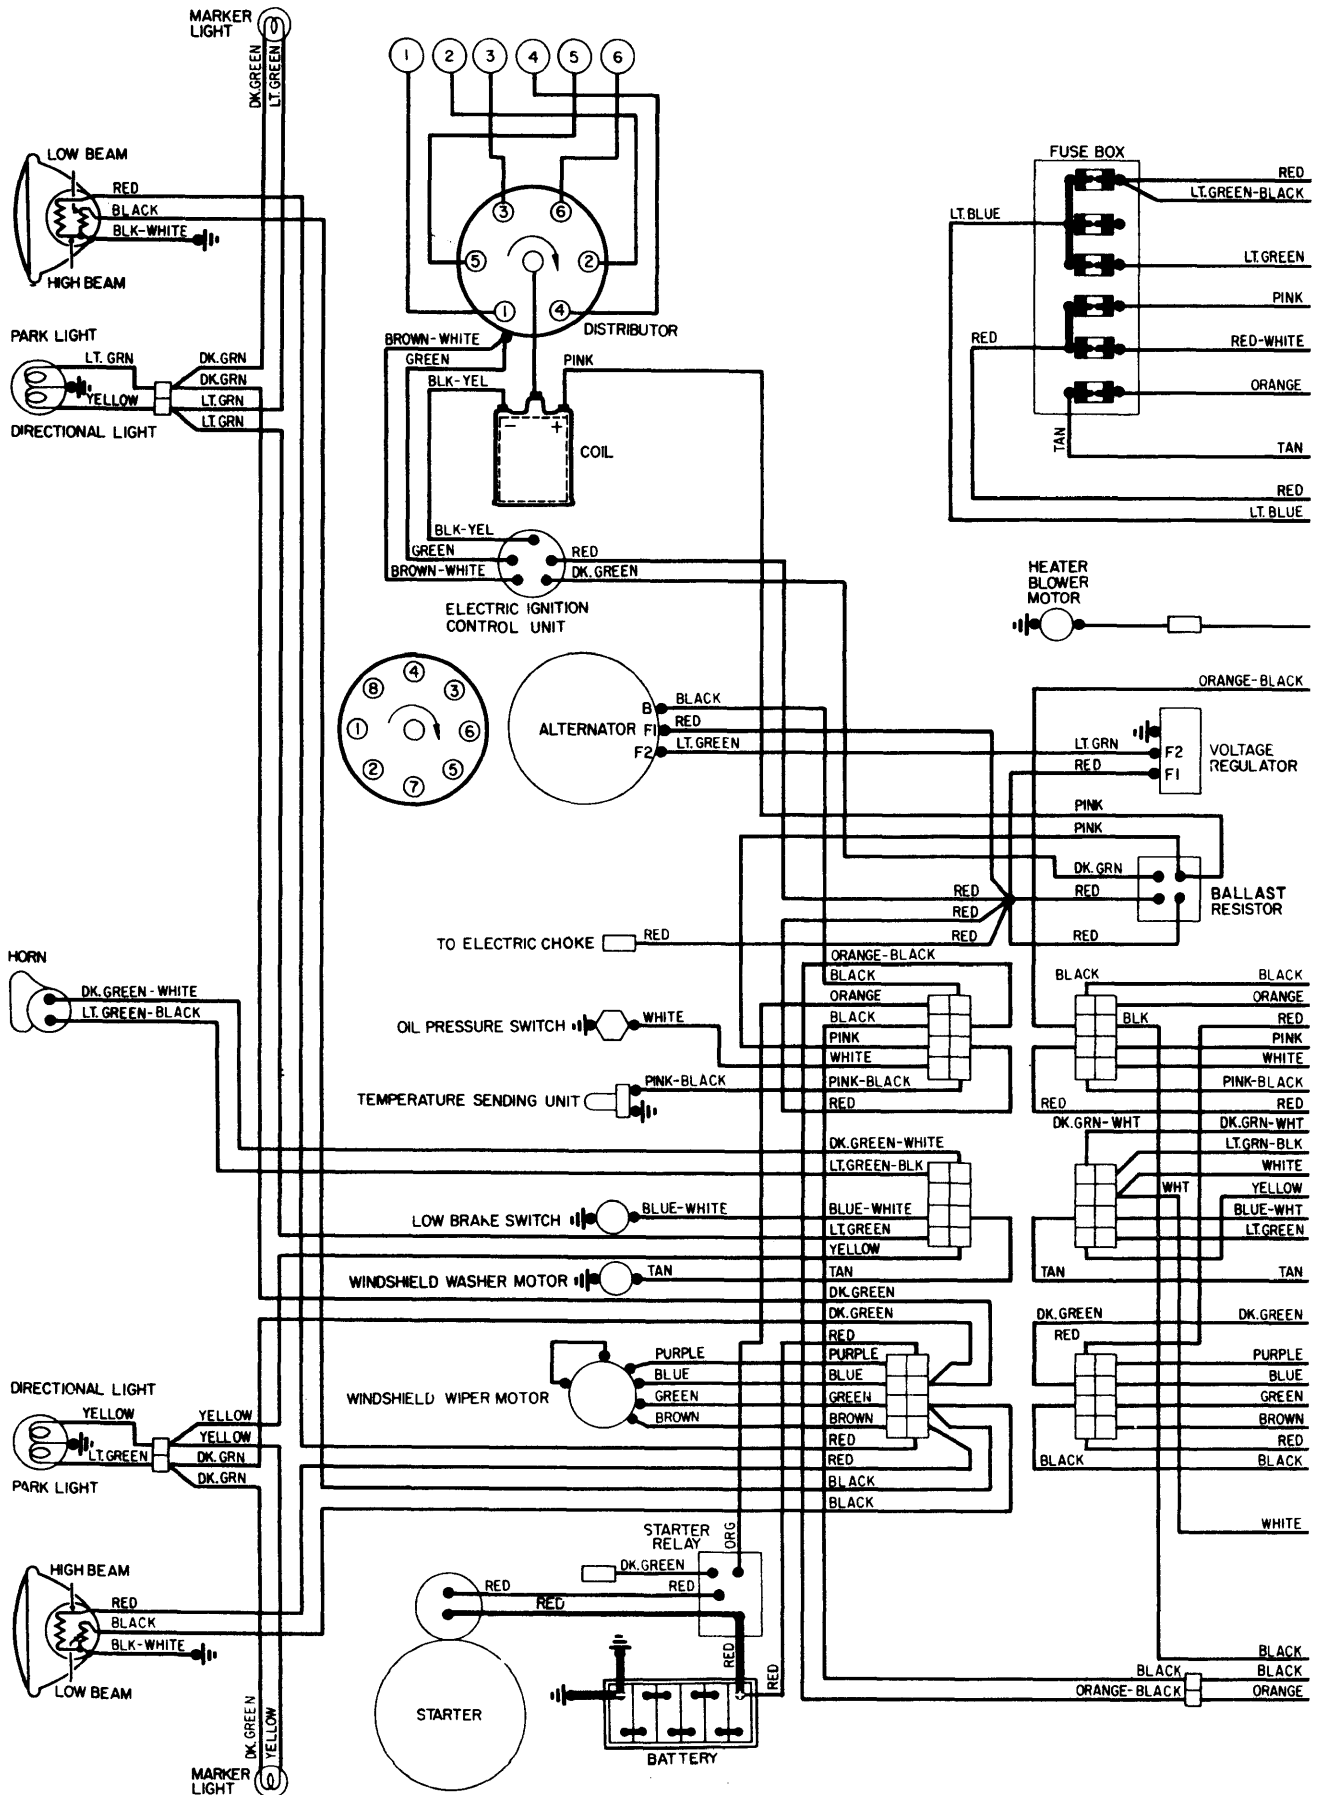 MARKER
LIGHT
DK.GREEN
LT.GREEN
1
2
3
4
5
6
LOW BEAM
RED
BLACK
BLK-WHITE
HIGH BEAM
PARK LIGHT
LT. GRN
YELLOW
DK.GRN
DK.GRN
LT.GRN
LT.GRN
DIRECTIONAL LIGHT
3
6
5
2
1
4
DISTRIBUTOR
BROWN-WHITE
GREEN
BLK-YEL
PINK
-
+
COIL
BLK-YEL
GREEN
BROWN-WHITE
RED
DK.GREEN
ELECTRIC IGNITION
CONTROL UNIT
FUSE BOX
RED
LT.GREEN-BLACK
LT.BLUE
LT.GREEN
PINK
RED
RED-WHITE
ORANGE
TAN
TAN
RED
LT.BLUE
HEATER
BLOWER
MOTOR
ORANGE-BLACK
4
8
3
1
6
2
5
7
ALTERNATOR
B
F1
F2
BLACK
RED
LT.GREEN
LT.GRN
RED
F2
F1
VOLTAGE
REGULATOR
PINK
PINK
DK.GRN
RED
RED
BALLAST
RESISTOR
RED
RED
RED
TO ELECTRIC CHOKE
RED
HORN
DK.GREEN-WHITE
LT.GREEN-BLACK
ORANGE-BLACK
BLACK
ORANGE
BLACK
PINK
WHITE
PINK-BLACK
RED
OIL PRESSURE SWITCH
WHITE
TEMPERATURE SENDING UNIT
PINK-BLACK
BLACK
BLK
RED
BLACK
ORANGE
RED
PINK
WHITE
PINK-BLACK
RED
DK.GREEN-WHITE
LT.GREEN-BLK
BLUE-WHITE
LT.GREEN
YELLOW
TAN
LOW BRAKE SWITCH
BLUE-WHITE
WINDSHIELD WASHER MOTOR
TAN
DK.GRN-WHT
WHT
TAN
DK.GRN-WHT
LT.GRN-BLK
WHITE
YELLOW
BLUE-WHT
LT.GREEN
TAN
DK.GREEN
DK.GREEN
RED
PURPLE
BLUE
GREEN
BROWN
RED
RED
BLACK
BLACK
WINDSHIELD WIPER MOTOR
PURPLE
BLUE
GREEN
BROWN
DK.GREEN
RED
BLACK
DK.GREEN
PURPLE
BLUE
GREEN
BROWN
RED
BLACK
WHITE
DIRECTIONAL LIGHT
YELLOW
LT.GREEN
YELLOW
YELLOW
DK.GRN
DK.GRN
PARK LIGHT
HIGH BEAM
RED
BLACK
BLK-WHITE
LOW BEAM
DK.GREEN
YELLOW
MARKER
LIGHT
STARTER
RELAY
ORG
DK.GREEN
RED
RED
RED
RED
RED
STARTER
BATTERY
BLACK
ORANGE-BLACK
BLACK
BLACK
ORANGE